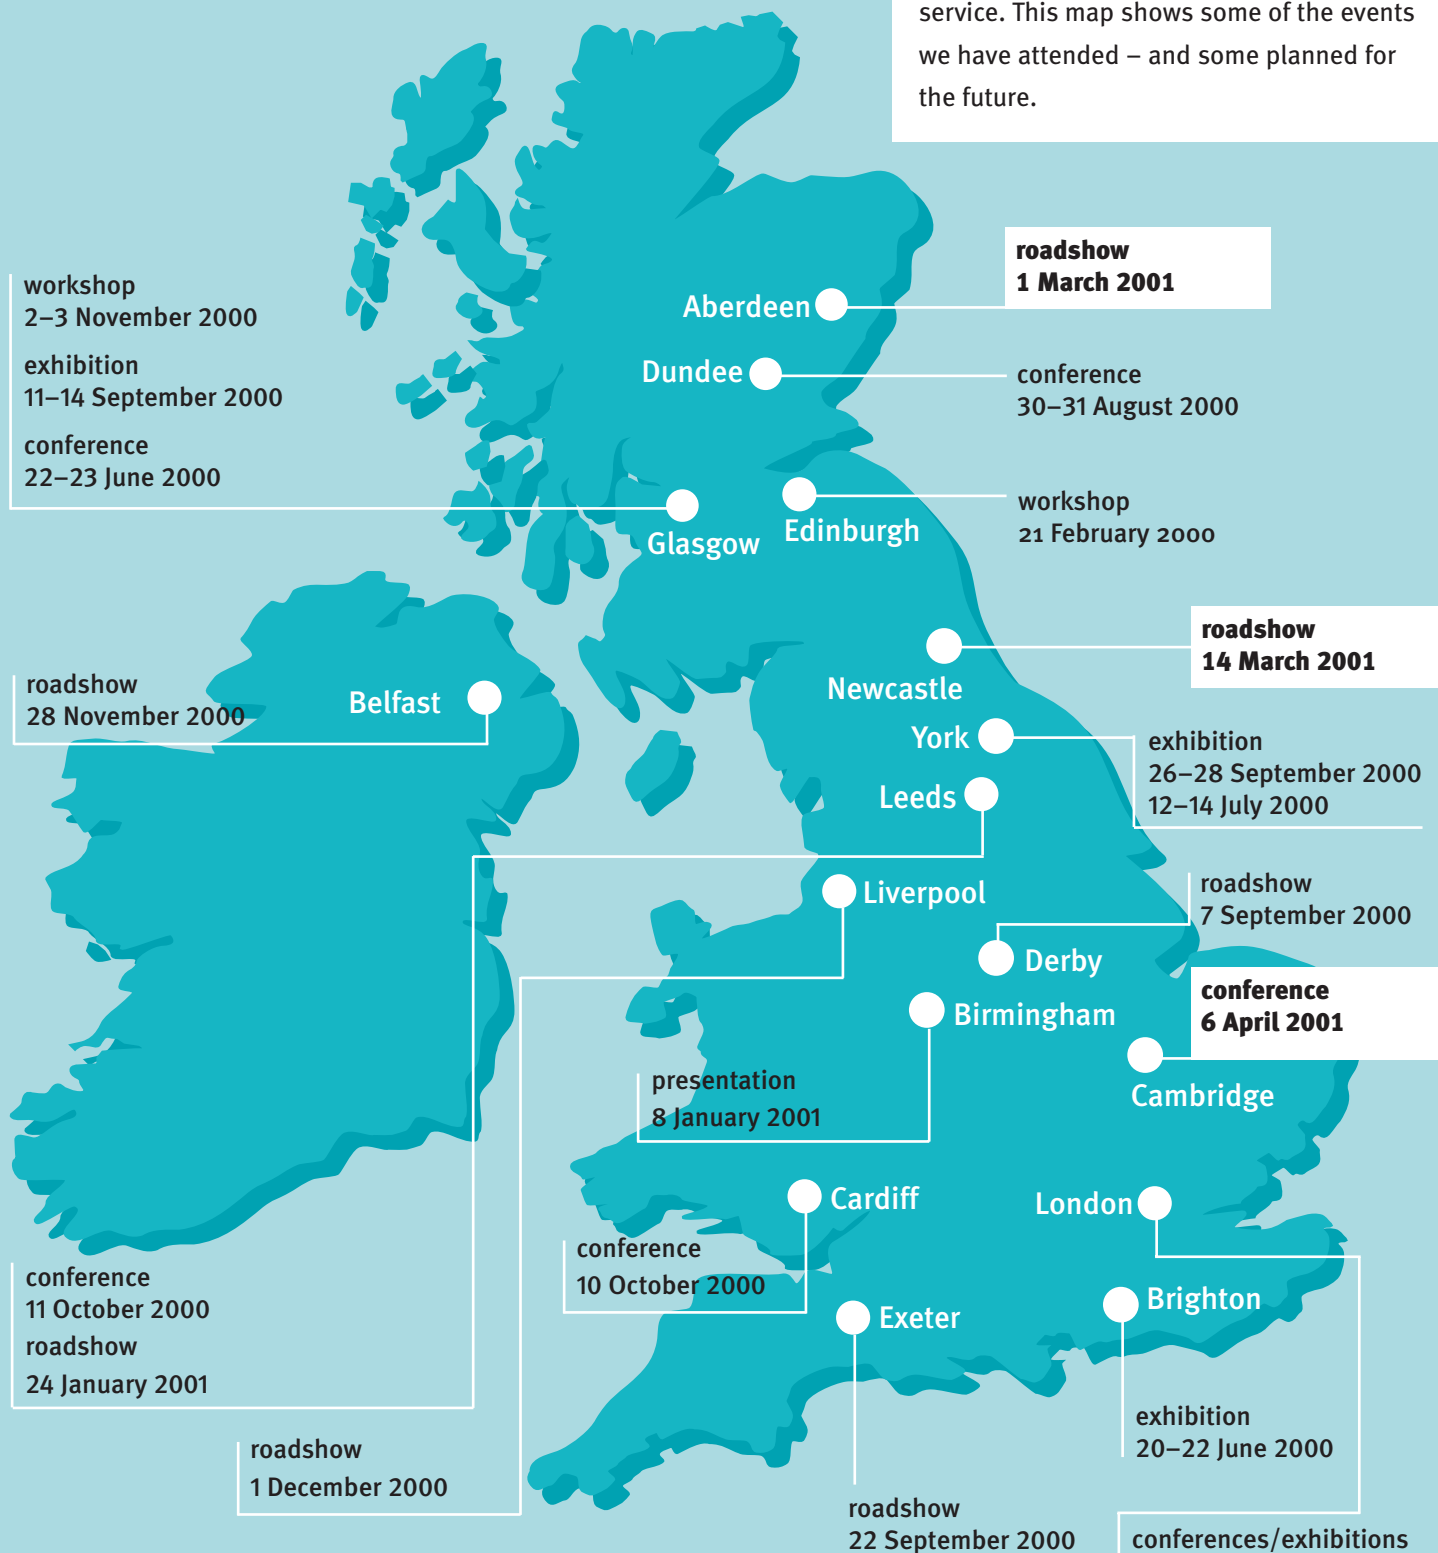 service. This map shows some of the events
we have attended – and some planned for
the future.
roadshow
1 March 2001
workshop
2–3 November 2000
exhibition
11–14 September 2000
conference
22–23 June 2000
Aberdeen
Dundee
conference
30–31 August 2000
Glasgow
Edinburgh
workshop
21 February 2000
roadshow
14 March 2001
Newcastle
roadshow
28 November 2000
Belfast
York
exhibition
26–28 September 2000
12–14 July 2000
Leeds
Liverpool
roadshow
7 September 2000
Derby
conference
6 April 2001
Birmingham
Cambridge
presentation
8 January 2001
Cardiff
London
conference
10 October 2000
conference
11 October 2000
roadshow
24 January 2001
Exeter
Brighton
exhibition
20–22 June 2000
roadshow
1 December 2000
roadshow
22 September 2000
conferences/exhibitions